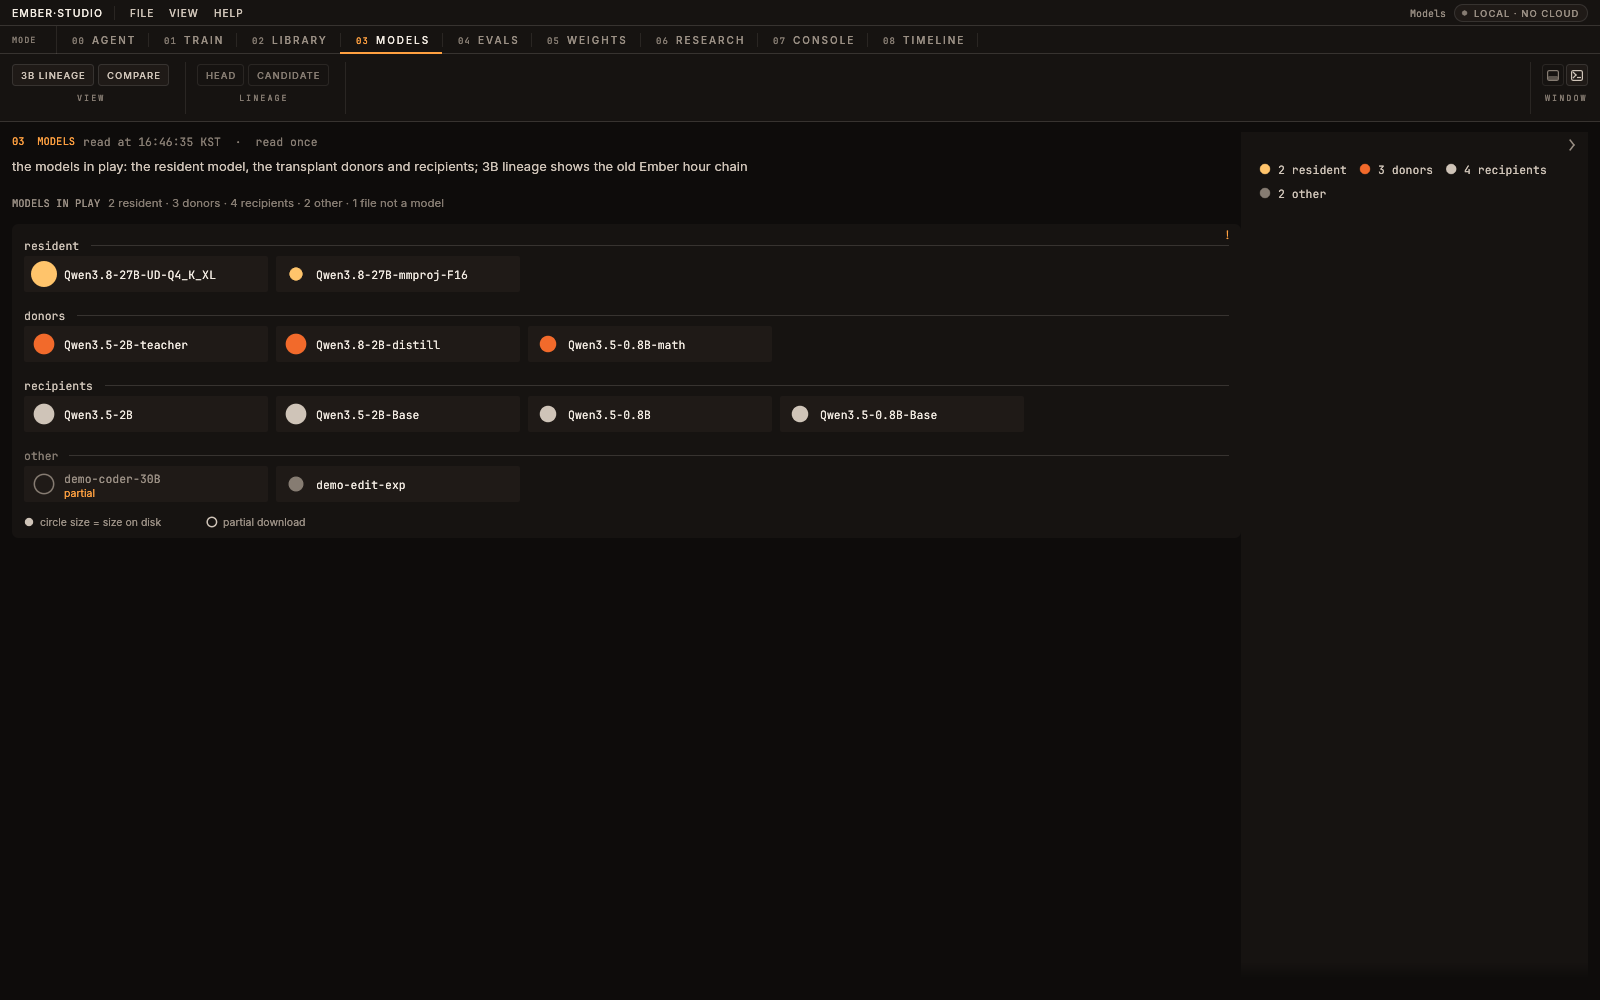 EMBER·STUDIO FILE VIEW HELP Models LOCAL · NO CLOUD
MODE 00 AGENT 01 TRAIN 02 LIBRARY 03 MODELS 04 EVALS 05 WEIGHTS 06 RESEARCH 07 CONSOLE 08 TIMELINE
3B LINEAGE COMPARE HEAD CANDIDATE
VIEW LINEAGE WINDOW
03 MODELS read at 16:46:35 KST · read once
the models in play: the resident model, the transplant donors and recipients; 3B lineage shows the old Ember hour chain
MODELS IN PLAY 2 resident · 3 donors · 4 recipients · 2 other · 1 file not a model
!
resident
Qwen3.8-27B-UD-Q4_K_XL Qwen3.8-27B-mmproj-F16
donors
Qwen3.5-2B-teacher Qwen3.8-2B-distill Qwen3.5-0.8B-math
recipients
Qwen3.5-2B Qwen3.5-2B-Base Qwen3.5-0.8B Qwen3.5-0.8B-Base
other
demo-coder-30B
partial
demo-edit-exp
circle size = size on disk partial download
2 resident 3 donors 4 recipients
2 other